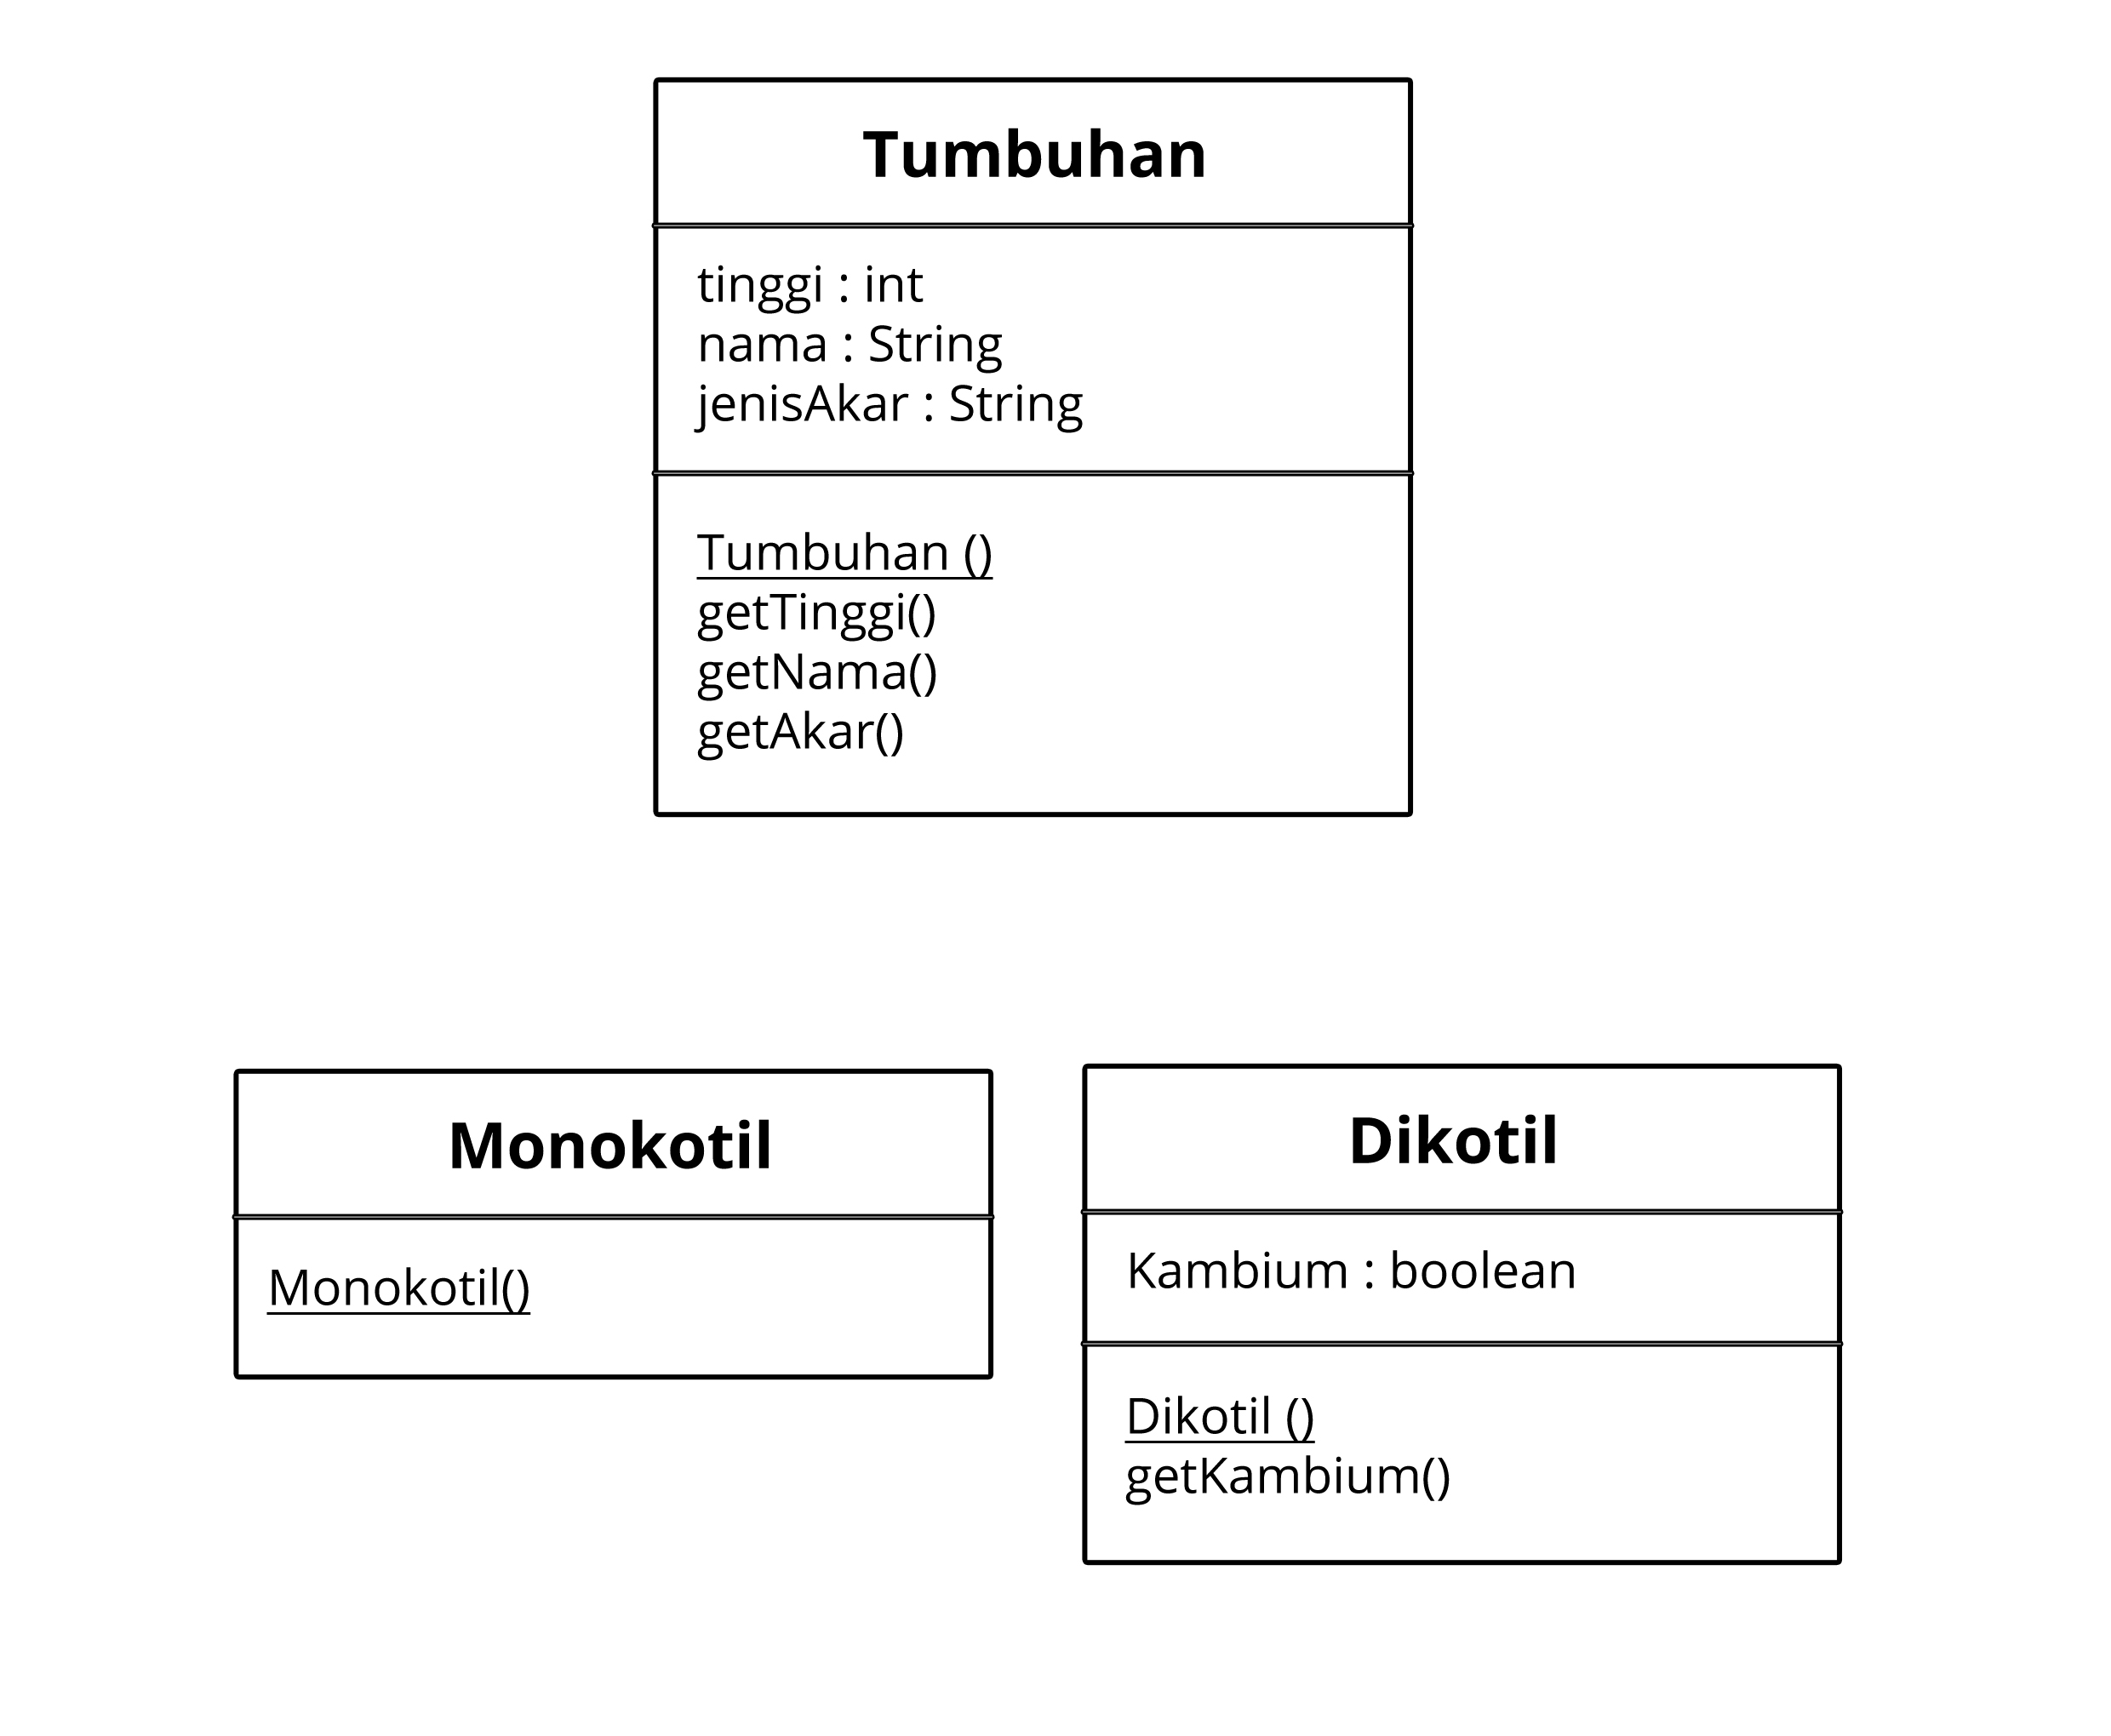 Tumbuhan
tinggi : int
nama : String
jenisAkar : String
Tumbuhan ()
getTinggi()
getNama()
getAkar()
Monokotil
Monokotil()
Dikotil
Kambium : boolean
Dikotil ()
getKambium()